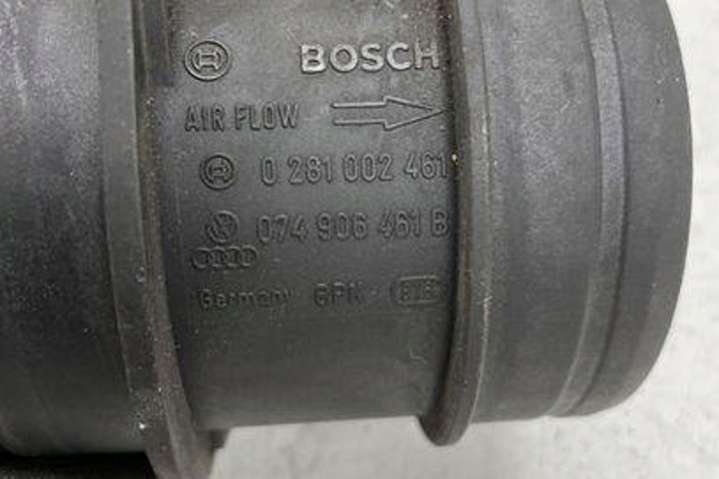 BOSCH
AIR FLOW
0 281 002 461
074 906 461 B
Germany